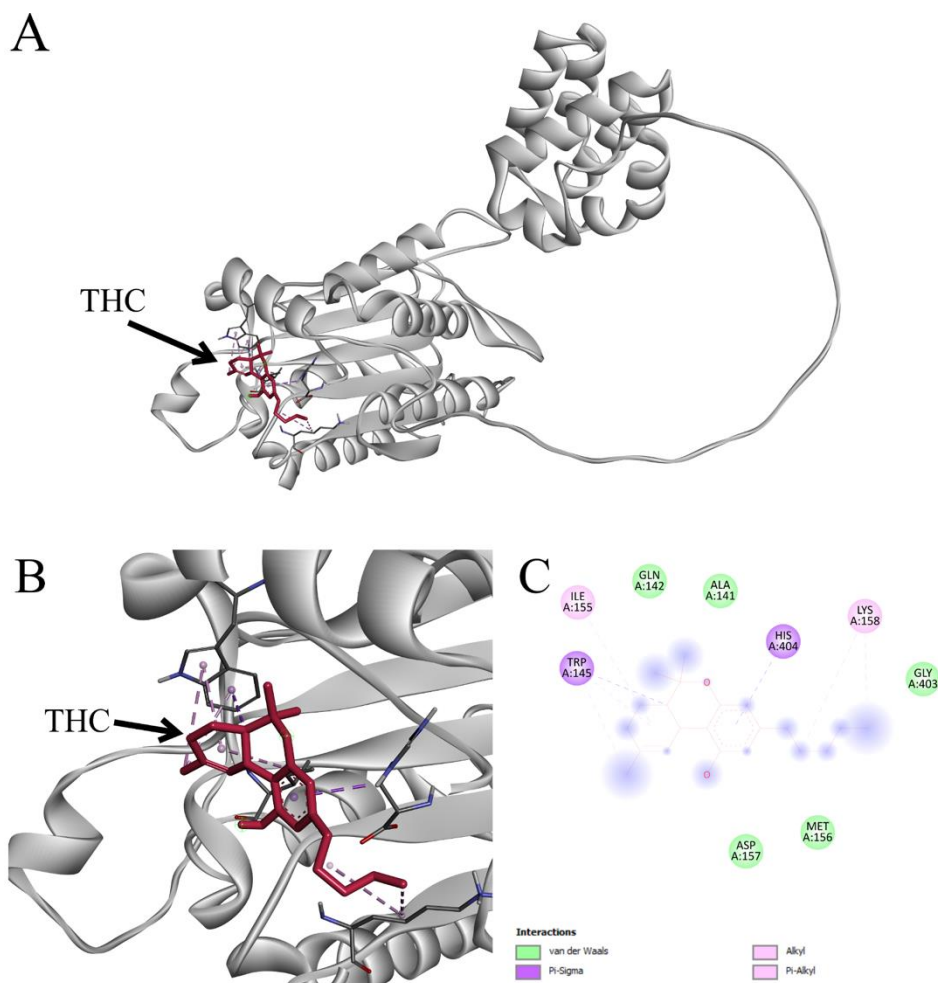 A
THC
B
THC
C
GLN
A:142
ALA
A:141
ILE
A:155
LYS
A:158
HIS
A:404
TRP
A:145
GLY
A:403
O
O
MET
A:156
ASP
A:157
Interactions
van der Waals
Alkyl
Pi-Sigma
Pi-Alkyl